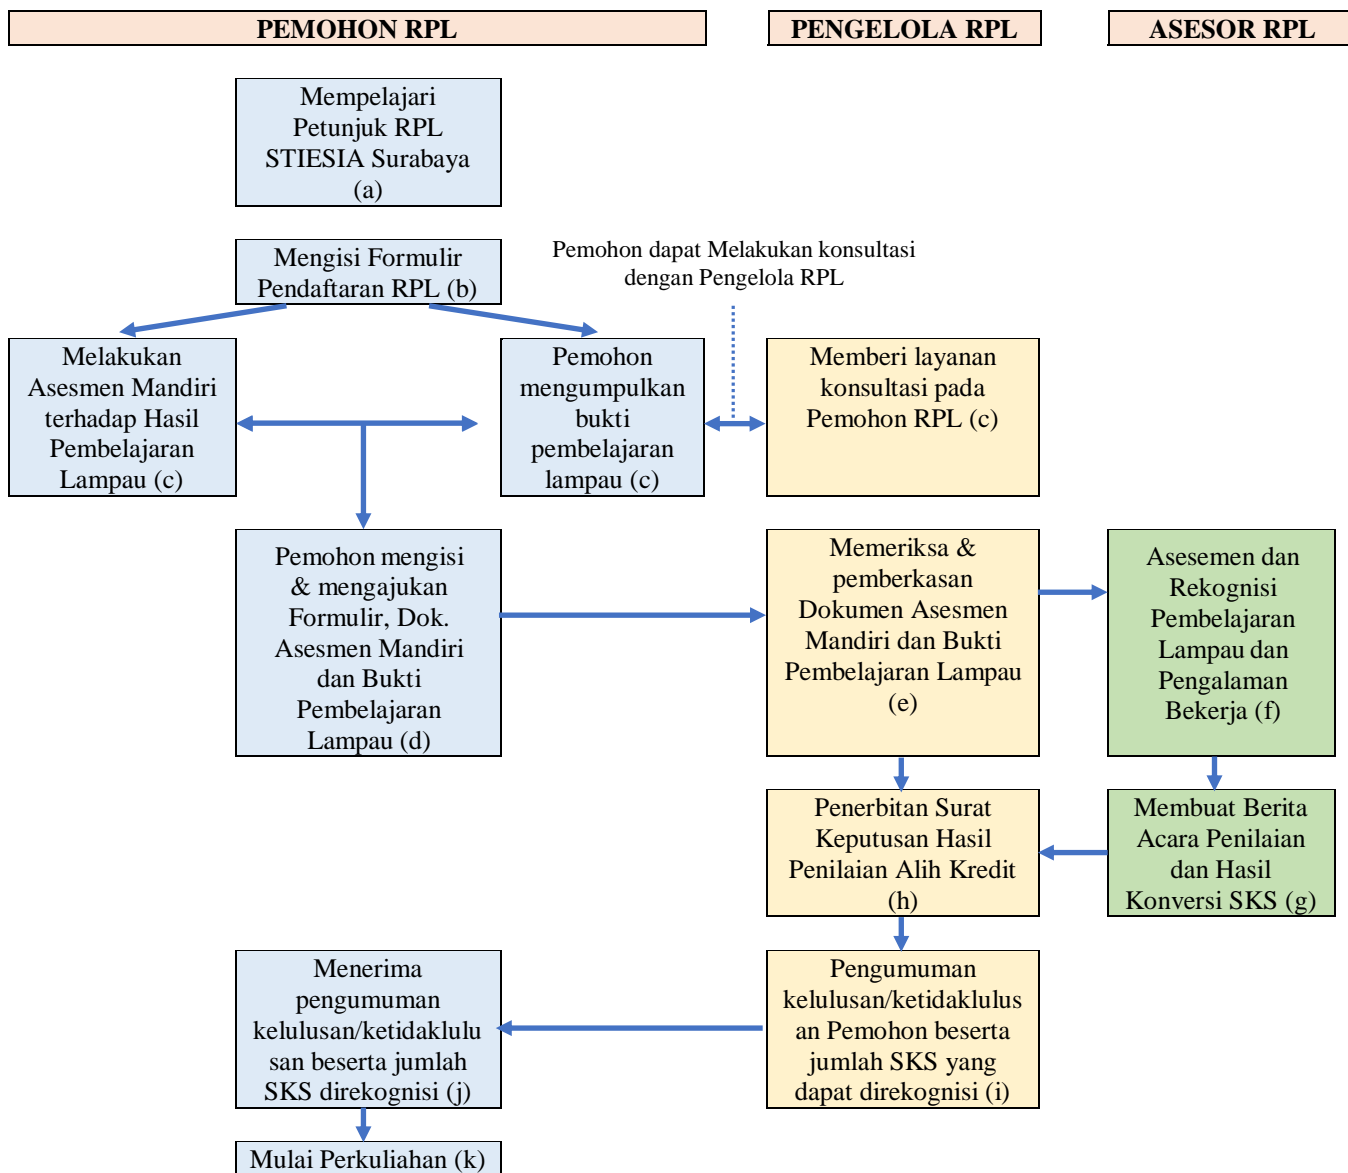 PEMOHON RPL
PENGELOLA RPL
ASESOR RPL
Mempelajari
Petunjuk RPL
STIESIA Surabaya
(a)
Mengisi Formulir
Pendaftaran RPL (b)
Pemohon dapat Melakukan konsultasi
dengan Pengelola RPL
Melakukan
Asesmen Mandiri
terhadap Hasil
Pembelajaran
Lampau (c)
Pemohon
mengumpulkan
bukti
pembelajaran
lampau (c)
Memberi layanan
konsultasi pada
Pemohon RPL (c)
Pemohon mengisi
& mengajukan
Formulir, Dok.
Asesmen Mandiri
dan Bukti
Pembelajaran
Lampau (d)
Memeriksa &
pemberkasan
Dokumen Asesmen
Mandiri dan Bukti
Pembelajaran Lampau
(e)
Asesemen dan
Rekognisi
Pembelajaran
Lampau dan
Pengalaman
Bekerja (f)
Penerbitan Surat
Keputusan Hasil
Penilaian Alih Kredit
(h)
Membuat Berita
Acara Penilaian
dan Hasil
Konversi SKS (g)
Menerima
pengumuman
kelulusan/ketidaklulu
san beserta jumlah
SKS direkognisi (j)
Pengumuman
kelulusan/ketidaklulus
an Pemohon beserta
jumlah SKS yang
dapat direkognisi (i)
Mulai Perkuliahan (k)